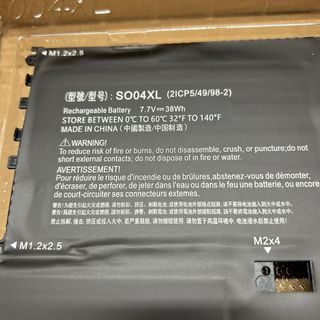 ▲M1.2x2.5
(型號/型号): SO04XL (2ICP5/49/98-2)
Rechargeable Battery 7.7V⎓38Wh
STORE BETWEEN 0℃ TO 60℃ 32°F TO 140°F
MADE IN CHINA (中國製造/中国制造)
⚠WARNING!
To reduce risk of fire or burns, do not disassemble, crush, or puncture;do not
short external contacts; do not dispose of in fire or water.
AVERTISSEMENT!
Pour réduire les risques de feu ou de brûlures,abstenez-vous de démonter,
d'écraser, perforer, de jeter dans l'eau ou dans le feu une batterie, ou encore
de court-circuiter ses connecteurs externes.
▲M1.2x2.5
M2x4